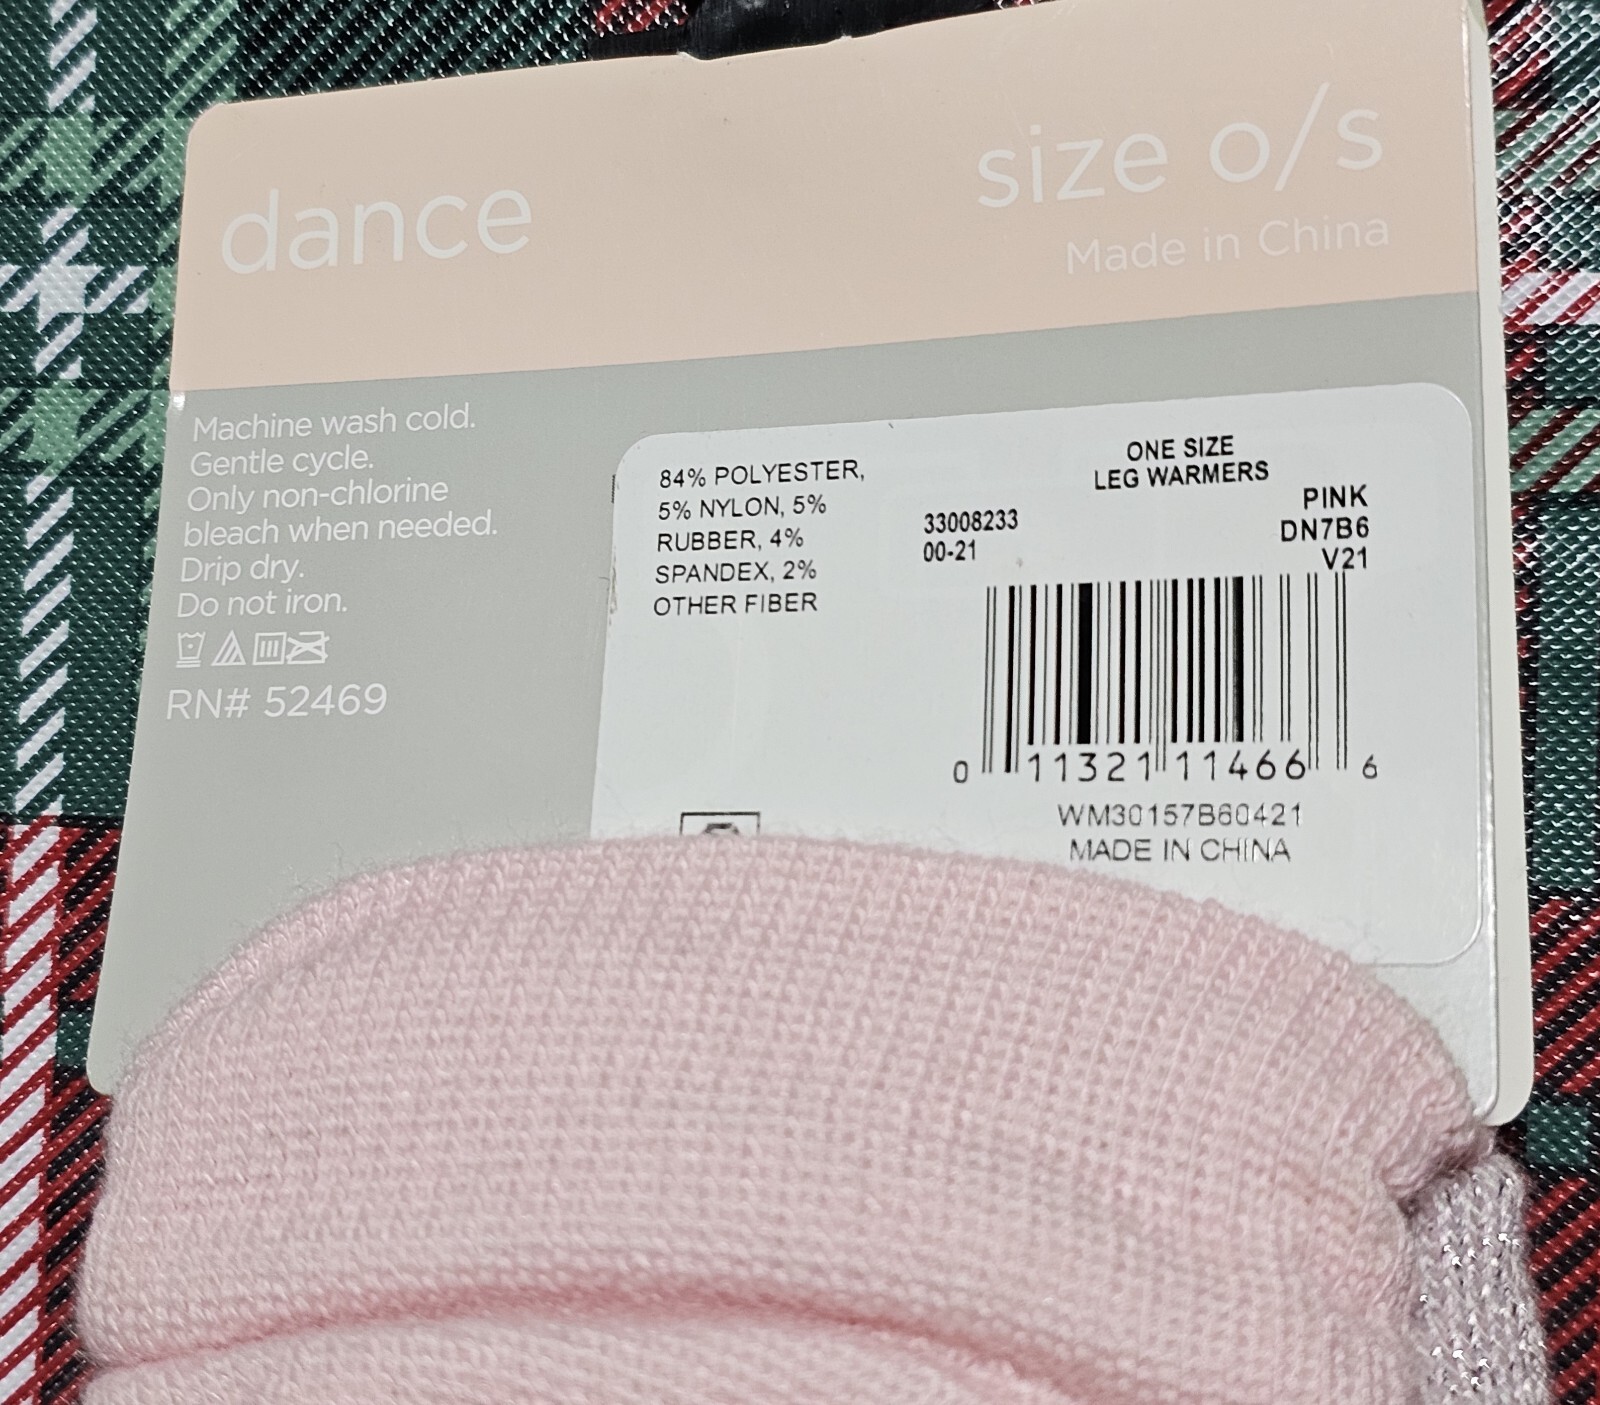 dance
size o/s
Made in China
Machine wash cold.
Gentle cycle.
Only non-chlorine
bleach when needed.
Drip dry.
Do not iron.
RN# 52469
84% POLYESTER,
5% NYLON, 5%
RUBBER, 4%
SPANDEX, 2%
OTHER FIBER
ONE SIZE
LEG WARMERS
33008233
00-21
PINK
DN7B6
V21
0 11321 11466 6
WM30157B60421
MADE IN CHINA